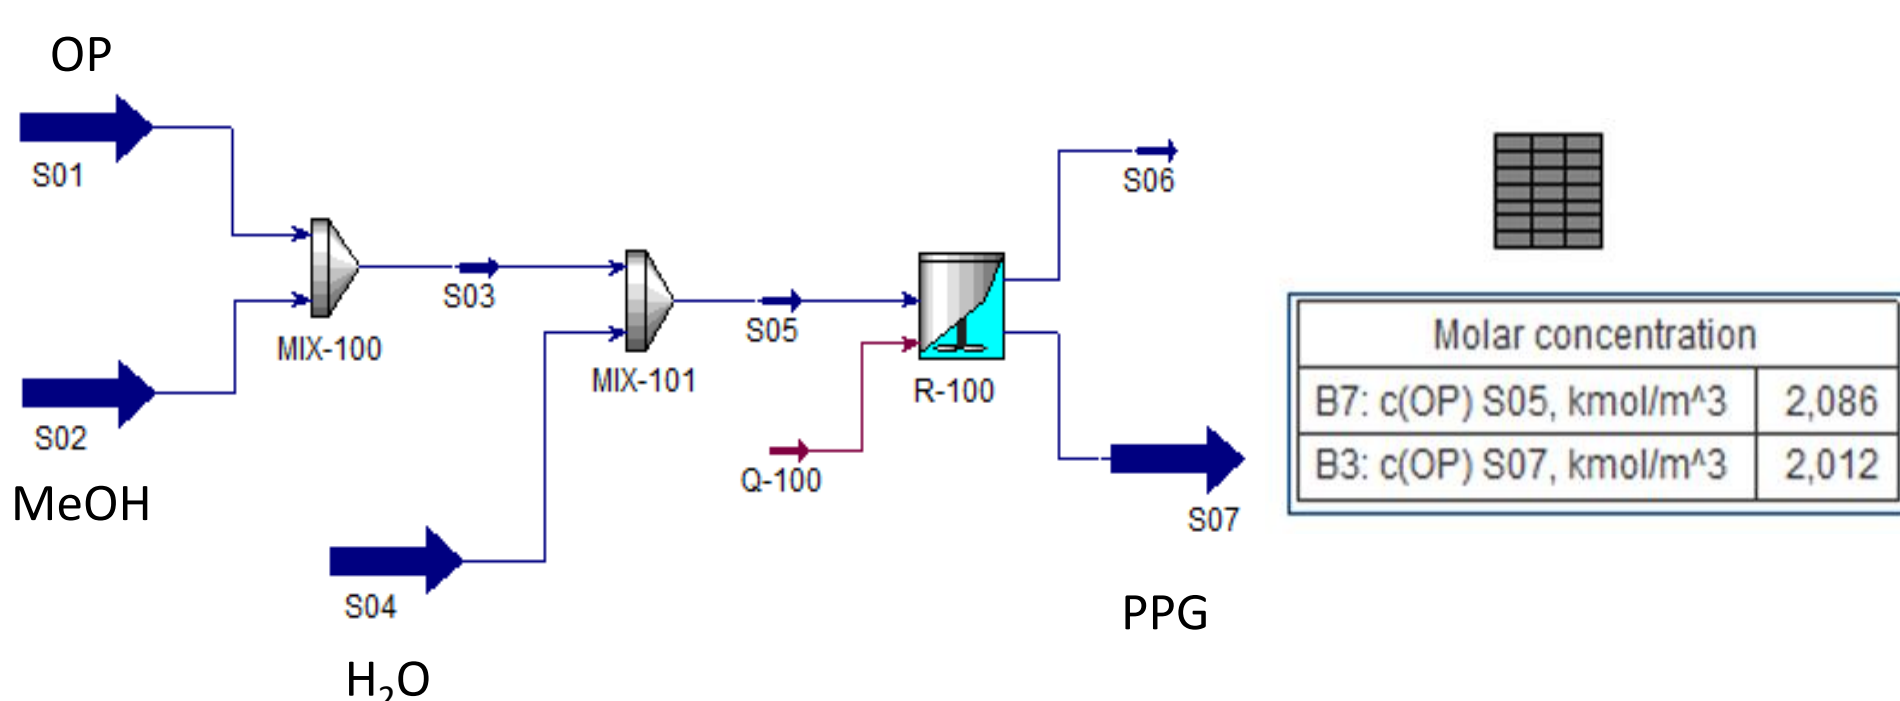 OP
S01
S06
S03
S05
MIX-100
MIX-101
R-100
S02
Q-100
MeOH
S07
S04
PPG
H₂O
Molar concentration
B7: c(OP) S05, kmol/m^3 2,086
B3: c(OP) S07, kmol/m^3 2,012